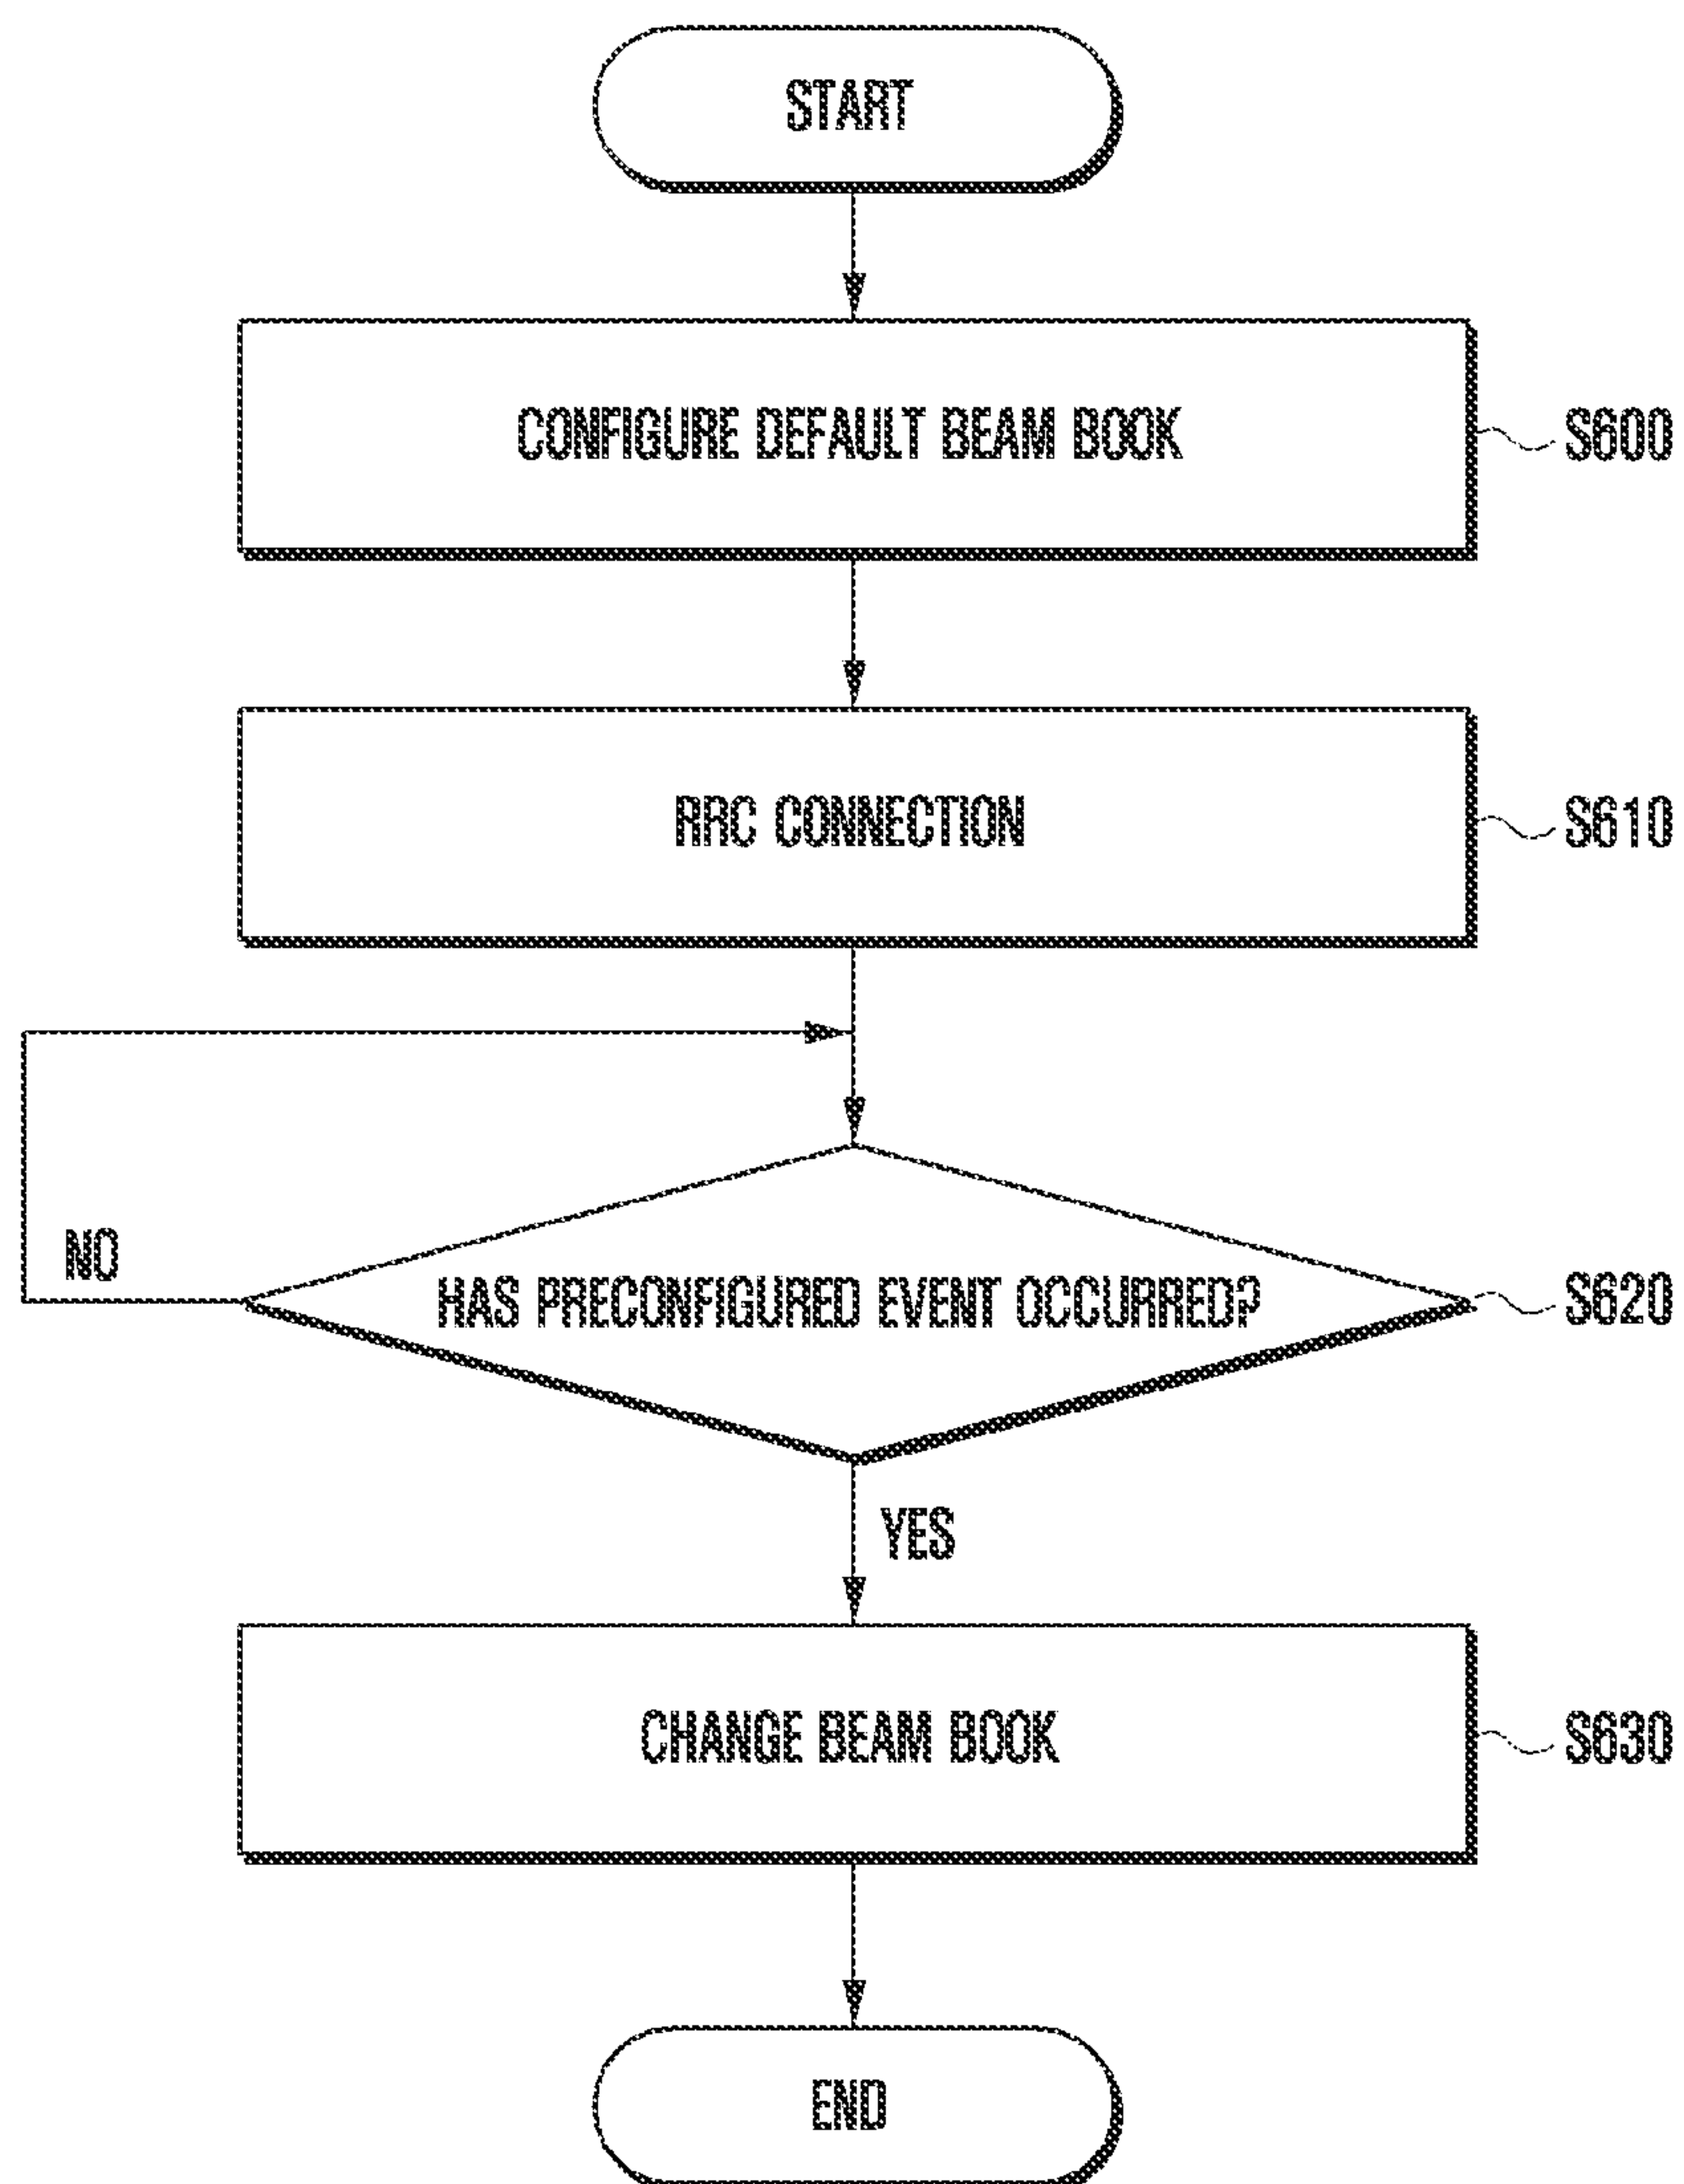 START
CONFIGURE DEFAULT BEAM BOOK
S600
RRC CONNECTION
S610
NO
HAS PRECONFIGURED EVENT OCCURRED?
S620
YES
CHANGE BEAM BOOK
S630
END